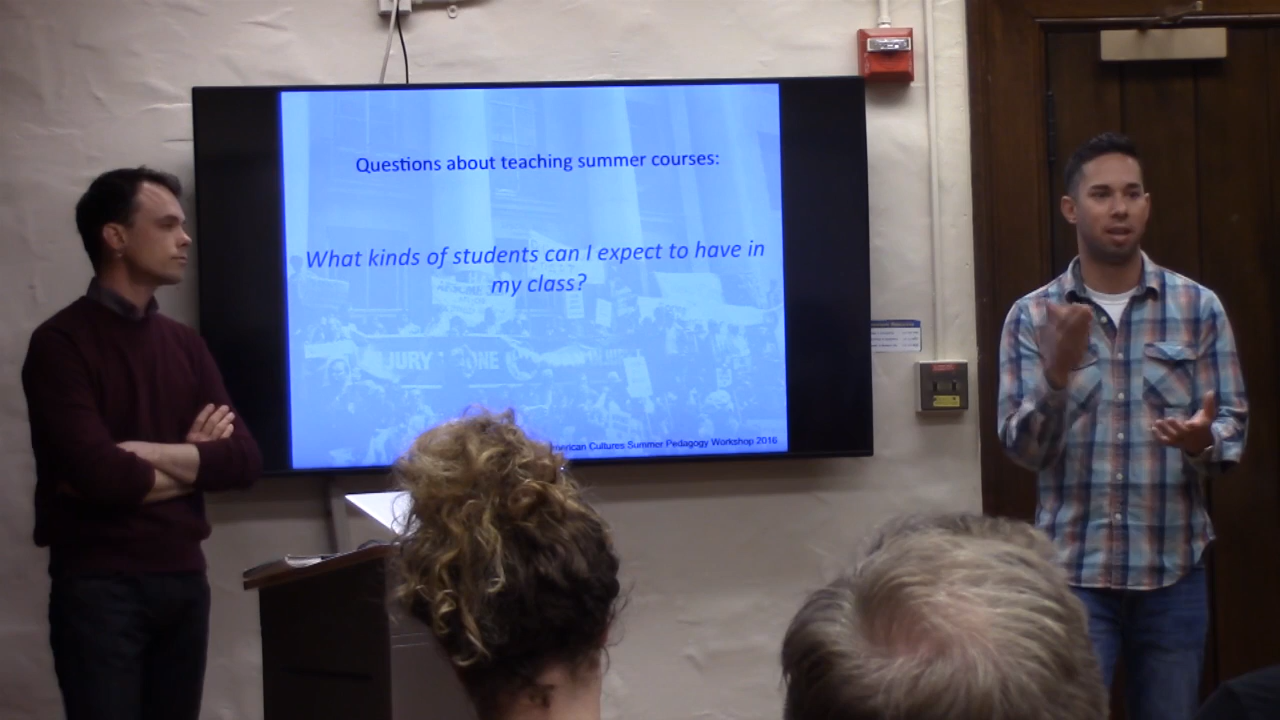 Questions about teaching summer courses:
What kinds of students can I expect to have in
my class?
JURY
Cultures Summer Pedagogy Workshop 2016